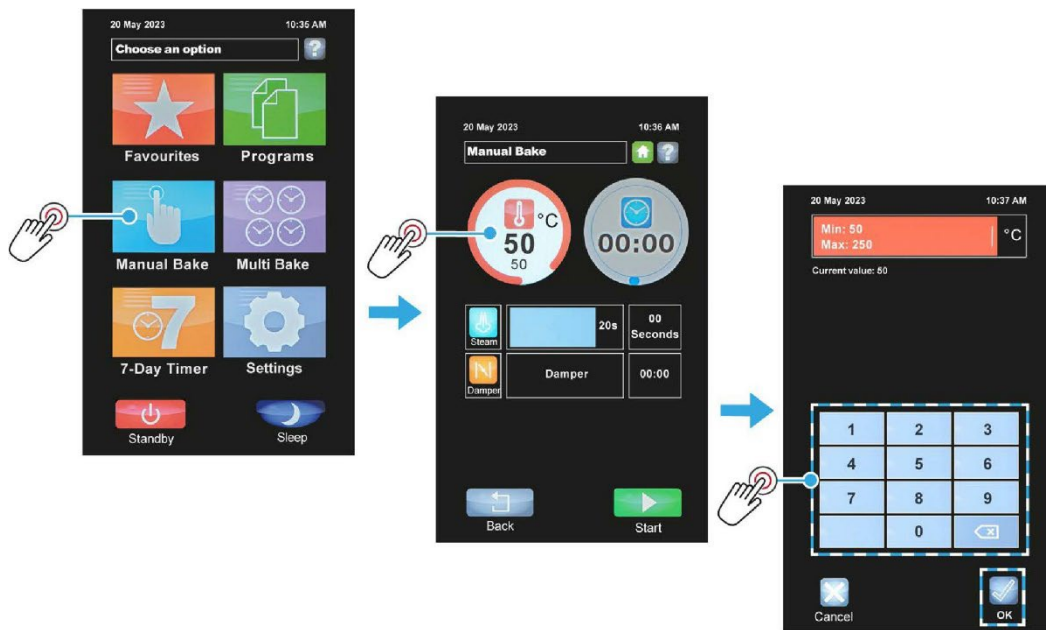 20 May 2023 10:35 AM
Choose an option ?
Favourites Programs
Manual Bake Multi Bake
7
7-Day Timer Settings
Standby Sleep
20 May 2023 10:36 AM
Manual Bake ?
°C
50 00:00
50
Steam 20s 00 Seconds
Damper Damper 00:00
Back Start
20 May 2023 10:37 AM
Min: 50 °C
Max: 250
Current value: 50
1 2 3
4 5 6
7 8 9
0
Cancel OK